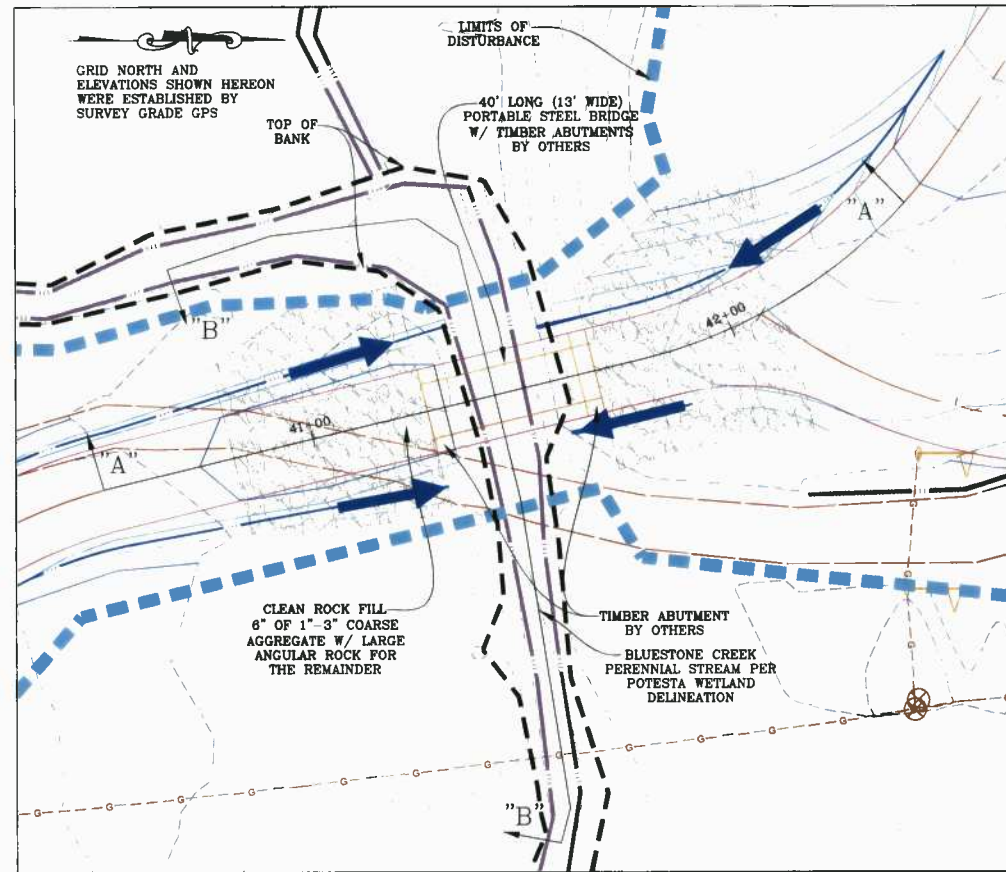 LIMITS OF
DISTURBANCE
GRID NORTH AND
ELEVATIONS SHOWN HEREON
WERE ESTABLISHED BY
SURVEY GRADE GPS
40' LONG (13' WIDE)
PORTABLE STEEL BRIDGE
W/ TIMBER ABUTMENTS
BY OTHERS
TOP OF
BANK
"A"
"B"
42+00
41+00
"A"
G
G
CLEAN ROCK FILL
6" OF 1"-3" COARSE
AGGREGATE W/ LARGE
ANGULAR ROCK FOR
THE REMAINDER
TIMBER ABUTMENT
BY OTHERS
BLUESTONE CREEK
PERENNIAL STREAM PER
POTESTA WETLAND
DELINEATION
G G G G G G G G G G G G G
"B"